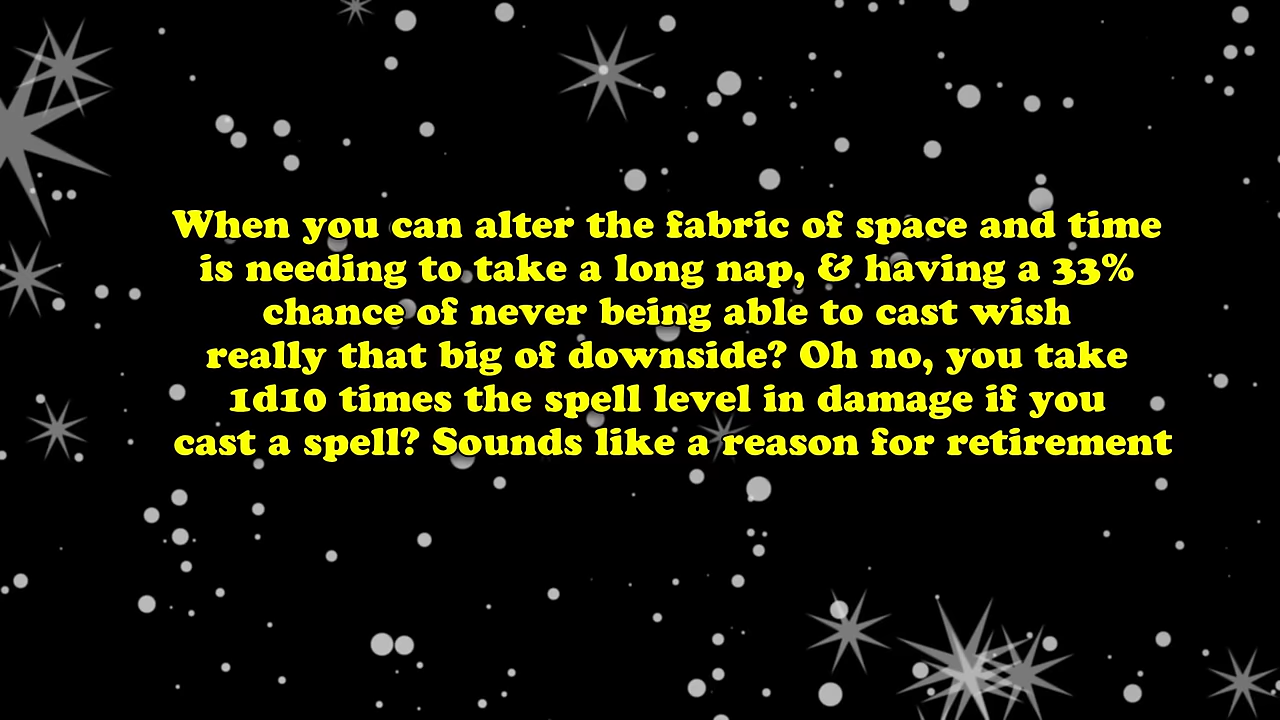 When you can alter the fabric of space and time
is needing to take a long nap, & having a 33%
chance of never being able to cast wish
really that big of downside? Oh no, you take
1d10 times the spell level in damage if you
cast a spell? Sounds like a reason for retirement